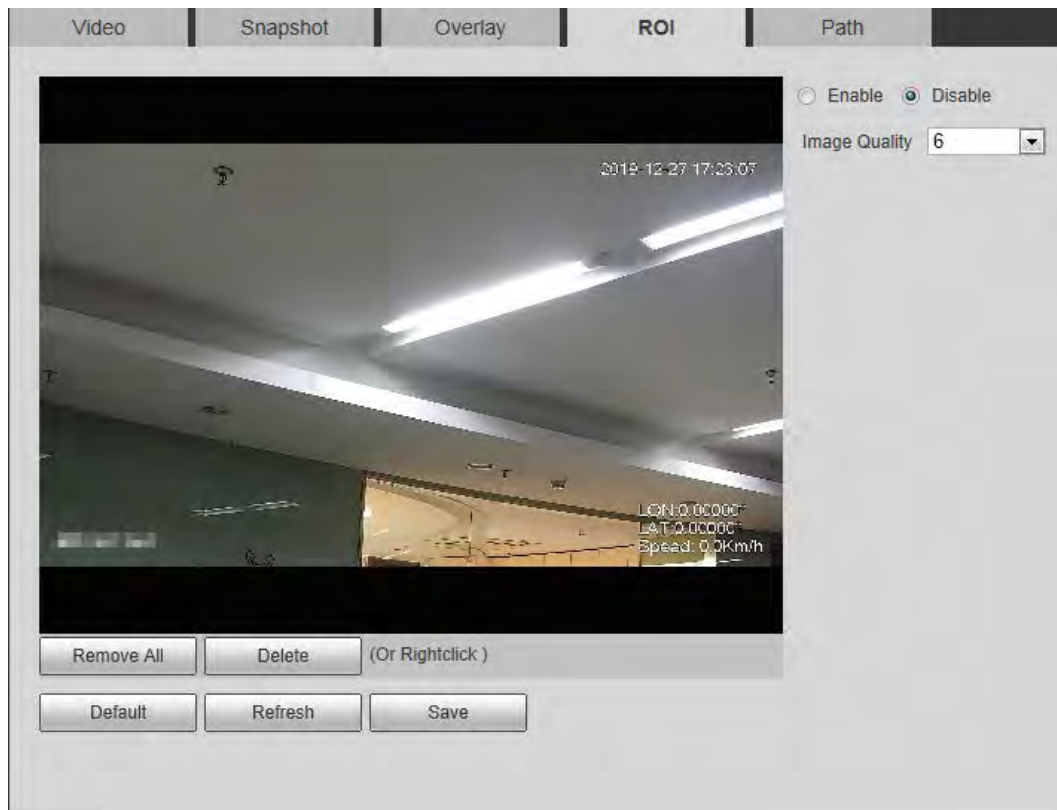 Video Snapshot Overlay ROI Path
Enable Disable
Image Quality 6
2019-12-27 17:23:07
LON:0.00000°
LAT:0.00000°
Speed: 0.0Km/h
Remove All Delete (Or Rightclick )
Default Refresh Save